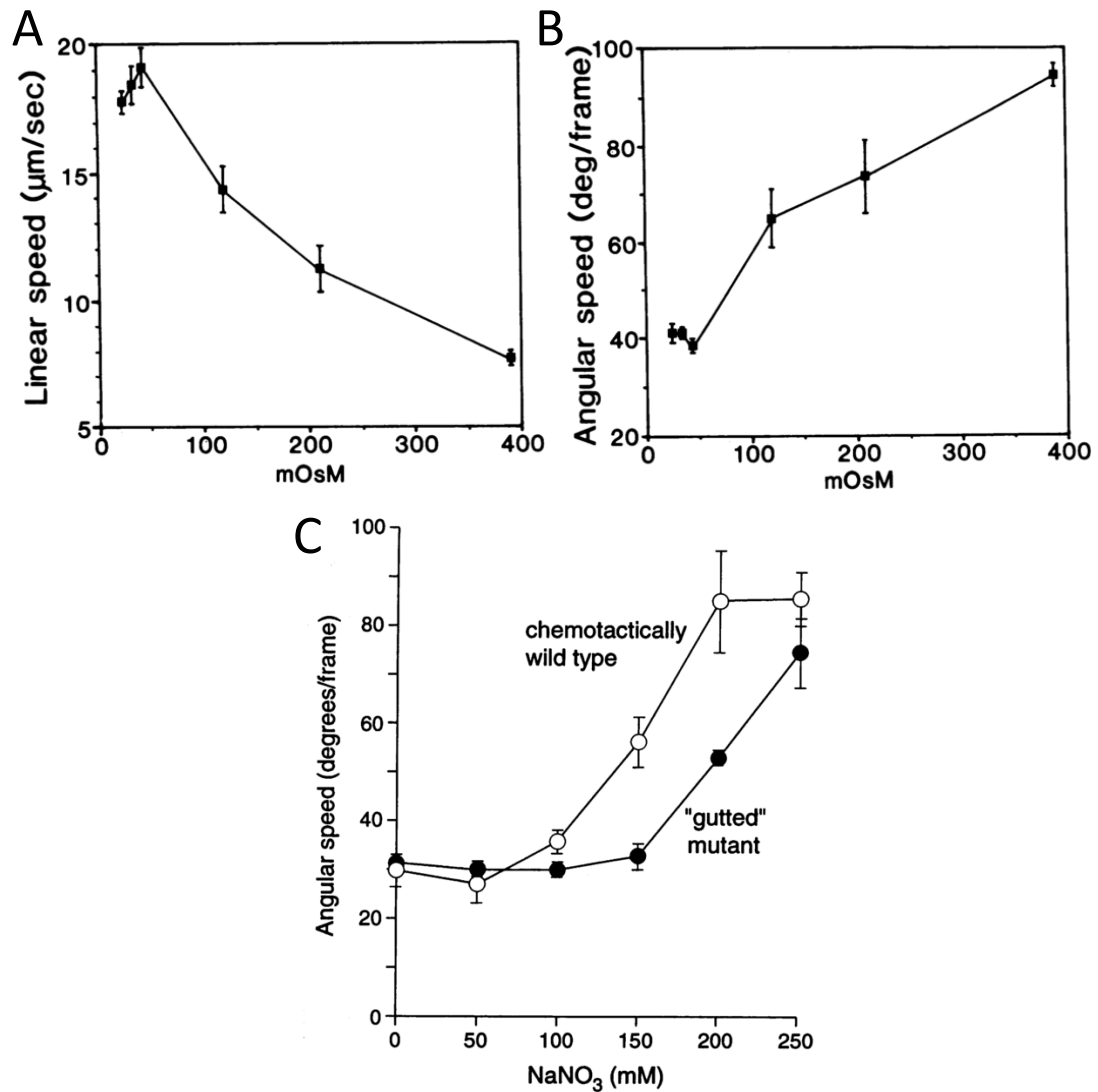 A
Linear speed (µm/sec)
20
15
10
5
0
100
200
300
400
mOsM
B
Angular speed (deg/frame)
100
80
60
40
20
0
100
200
300
400
mOsM
C
Angular speed (degrees/frame)
100
80
60
40
20
0
chemotactically
wild type
"gutted"
mutant
0
50
100
150
200
250
NaNO₃ (mM)